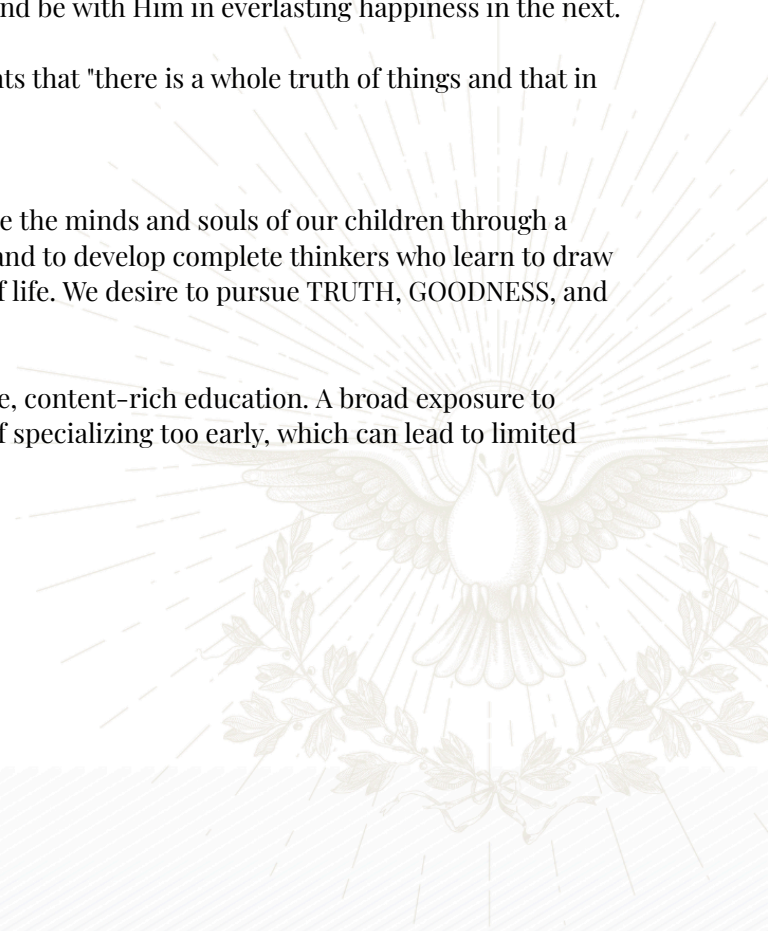 nd be with Him in everlasting happiness in the next.
nts that "there is a whole truth of things and that in
e the minds and souls of our children through a
and to develop complete thinkers who learn to draw
f life. We desire to pursue TRUTH, GOODNESS, and
e, content-rich education. A broad exposure to
f specializing too early, which can lead to limited